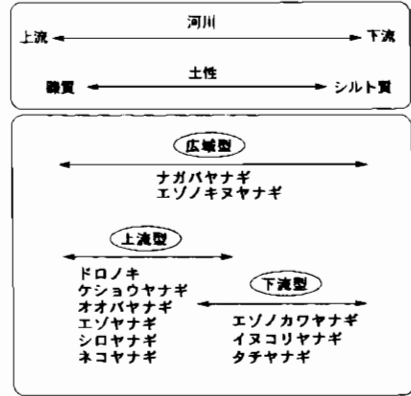 河川
上流 下流
土性
礫質 シルト質
広域型
ナガバヤナギ
エゾノキヌヤナギ
上流型
ドロノキ
ケショウヤナギ
オオバヤナギ
エゾヤナギ
シロヤナギ
ネコヤナギ
下流型
エゾノカワヤナギ
イヌコリヤナギ
タチヤナギ